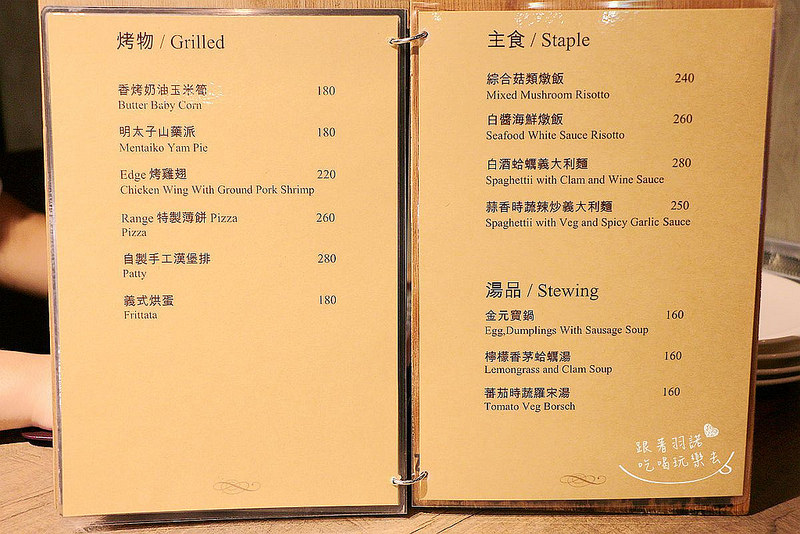 烤物 / Grilled
香烤奶油玉米筍 180
Butter Baby Corn
明太子山藥派 180
Mentaiko Yam Pie
Edge 烤雞翅 220
Chicken Wing With Ground Pork Shrimp
Range 特製薄餅 Pizza 260
Pizza
自製手工漢堡排 280
Patty
義式烘蛋 180
Frittata
主食 / Staple
綜合菇類燉飯 240
Mixed Mushroom Risotto
白醬海鮮燉飯 260
Seafood White Sauce Risotto
白酒蛤蠣義大利麵 280
Spaghettii with Clam and Wine Sauce
蒜香時蔬辣炒義大利麵 250
Spaghettii with Veg and Spicy Garlic Sauce
湯品 / Stewing
金元寶鍋 160
Egg,Dumplings With Sausage Soup
檸檬香茅蛤蠣湯 160
Lemongrass and Clam Soup
蕃茄時蔬羅宋湯 160
Tomato Veg Borsch
跟著羽諾
吃喝玩樂去